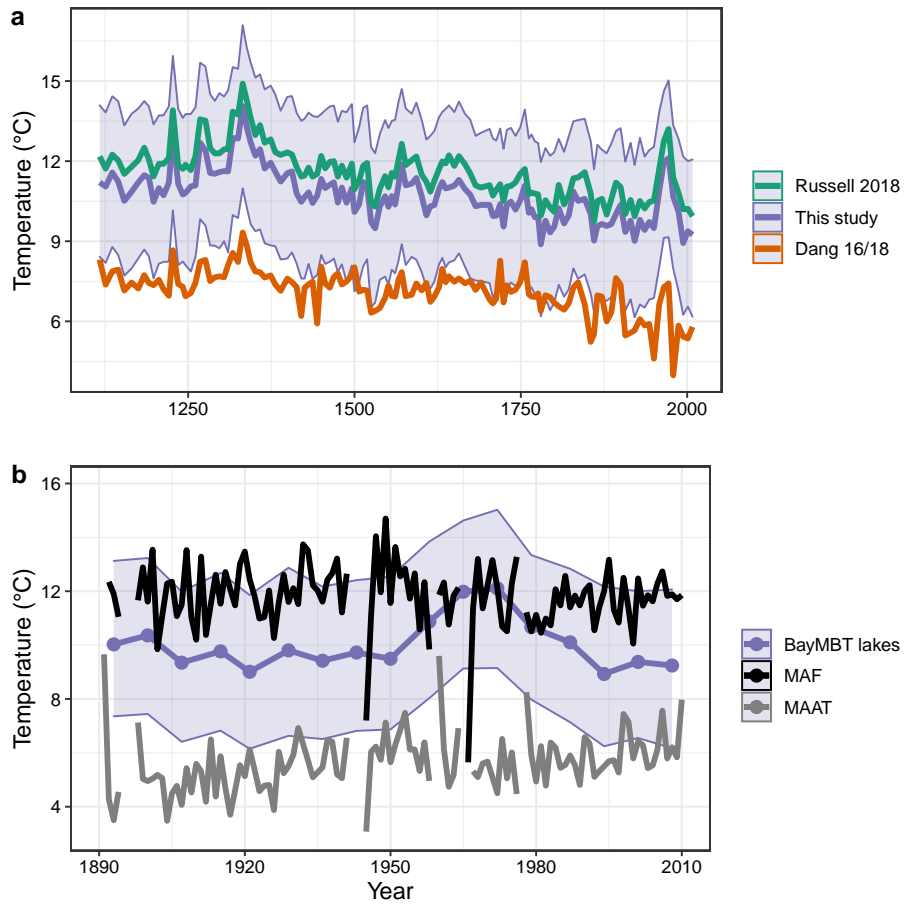 a
15
12
9
6
Temperature (°C)
1250
1500
1750
2000
Russell 2018
This study
Dang 16/18
b
16
12
8
4
Temperature (°C)
1890
1920
1950
1980
2010
Year
BayMBT lakes
MAF
MAAT